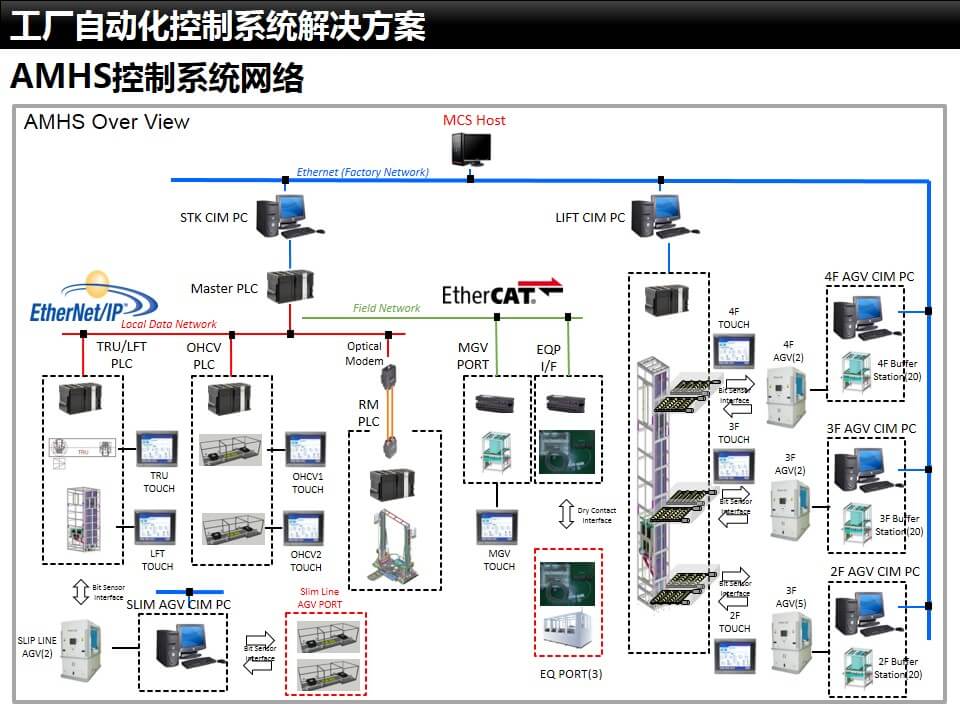 工厂自动化控制系统解决方案
AMHS控制系统网络
AMHS Over View
MCS Host
Ethernet (Factory Network)
STK CIM PC
LIFT CIM PC
Master PLC
EtherNet/IP
EtherCAT.
Field Network
Local Data Network
4F AGV CIM PC
4F Buffer
Station(20)
TRU/LFT
PLC
OHCV
PLC
Optical
Modem
RM
PLC
MGV
PORT
EQP
I/F
4F
TOUCH
4F
AGV(2)
Bit Sensor
Interface
3F
TOUCH
3F
AGV(2)
Bit Sensor
Interface
3F AGV CIM PC
3F Buffer
Station(20)
TRU
TRU
TOUCH
LFT
TOUCH
OHCV1
TOUCH
OHCV2
TOUCH
MGV
TOUCH
Dry Contact
Interface
EQ PORT(3)
Bit Sensor
Interface
2F
TOUCH
3F
AGV(5)
2F AGV CIM PC
2F Buffer
Station(20)
Bit Sensor
Interface
SLIM AGV CIM PC
SLIP LINE
AGV(2)
Bit Sensor
Interface
Slim Line
AGV PORT